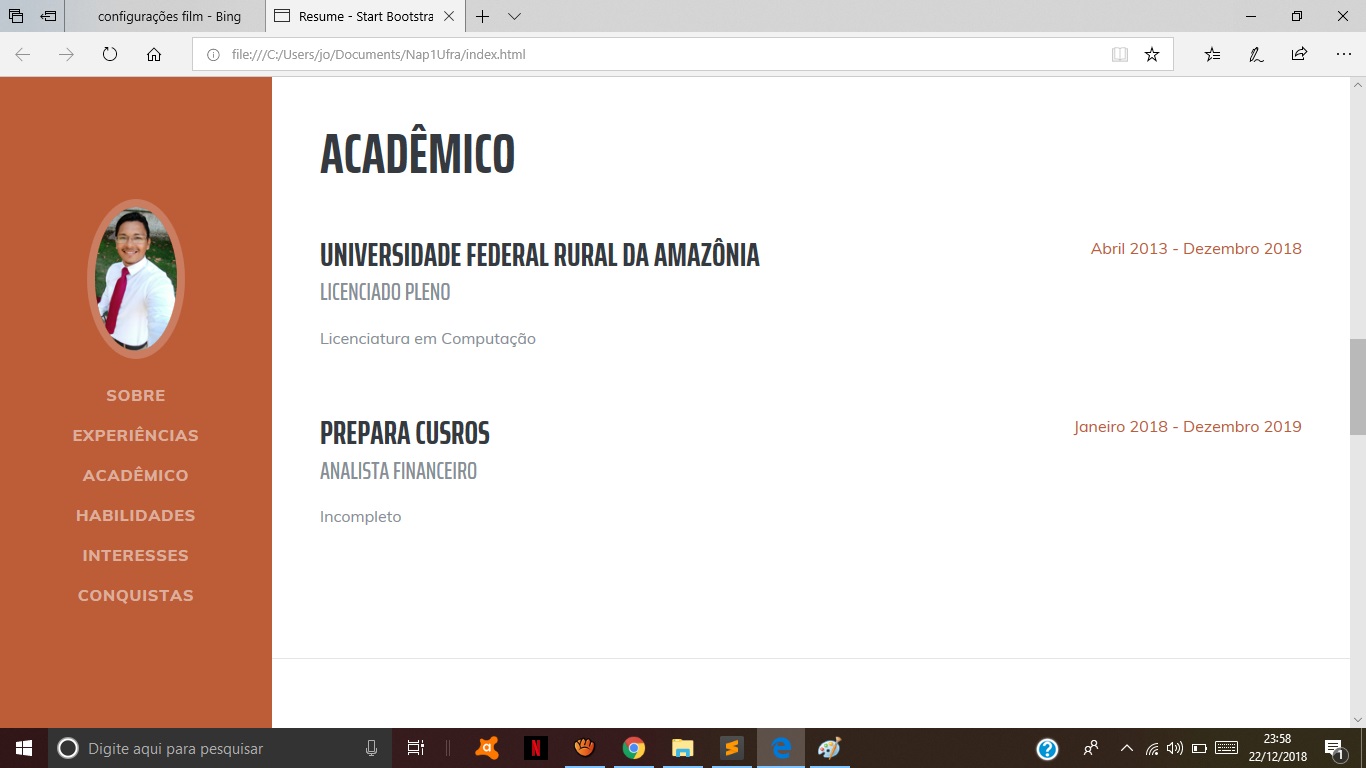 configurações film - Bing
Resume - Start Bootstra
file:///C:/Users/jo/Documents/Nap1Ufra/index.html
SOBRE
EXPERIÊNCIAS
ACADÊMICO
HABILIDADES
INTERESSES
CONQUISTAS
ACADÊMICO
UNIVERSIDADE FEDERAL RURAL DA AMAZÔNIA
Abril 2013 - Dezembro 2018
LICENCIADO PLENO
Licenciatura em Computação
PREPARA CUSROS
Janeiro 2018 - Dezembro 2019
ANALISTA FINANCEIRO
Incompleto
Digite aqui para pesquisar
23:58
22/12/2018
1